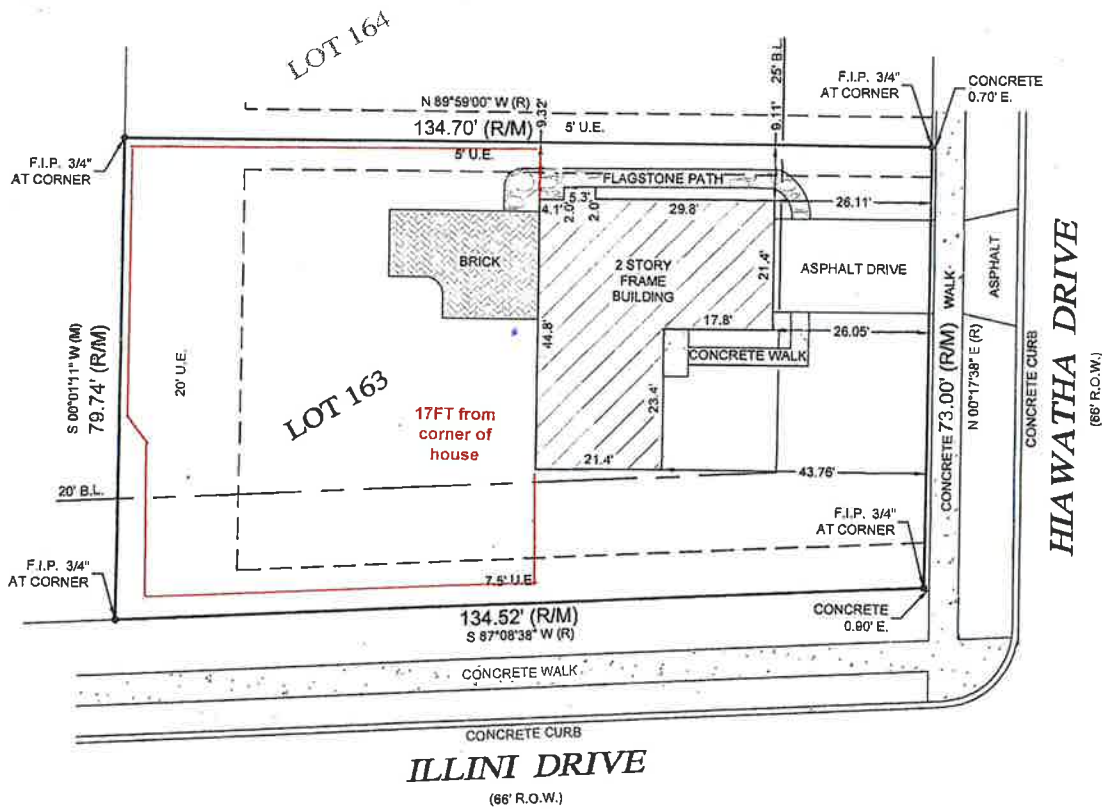 LOT 164
N 89°59'00" W (R)
134.70' (R/M)
9.32'
5' U.E.
5' U.E.
9.11'
25' B.L.
F.I.P. 3/4"
AT CORNER
CONCRETE
0.70' E.
F.I.P. 3/4"
AT CORNER
FLAGSTONE PATH
4.1'
2.0'
5.3'
2.0'
29.8'
26.11'
BRICK
2 STORY
FRAME
BUILDING
21.4'
ASPHALT DRIVE
WALK
ASPHALT
17.8'
26.05'
CONCRETE WALK
44.8'
23.4'
S 00°01'11" W (M)
79.74' (R/M)
20' U.E.
LOT 163
17FT from
corner of
house
21.4'
43.76'
CONCRETE
73.00' (R/M)
N 00°17'38" E (R)
CONCRETE CURB
HIAWATHA DRIVE
(66' R.O.W.)
20' B.L.
F.I.P. 3/4"
AT CORNER
F.I.P. 3/4"
AT CORNER
7.5' U.E.
134.52' (R/M)
S 87°08'38" W (R)
CONCRETE
0.90' E.
CONCRETE WALK
CONCRETE CURB
ILLINI DRIVE
(66' R.O.W.)